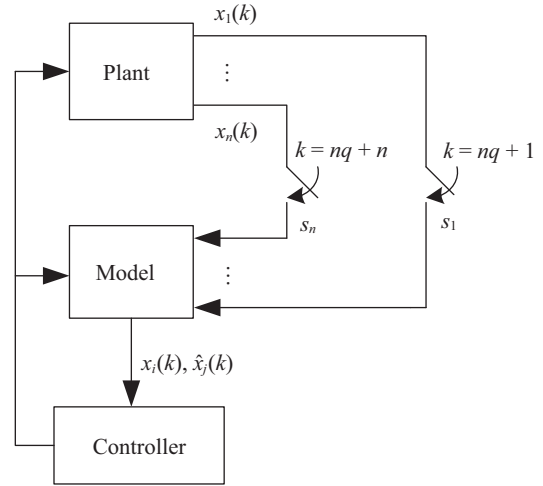 x₁(k)
Plant
⋮
xₙ(k)
k = nq + n
k = nq + 1
sₙ
s₁
Model
⋮
xᵢ(k), x̂ⱼ(k)
Controller